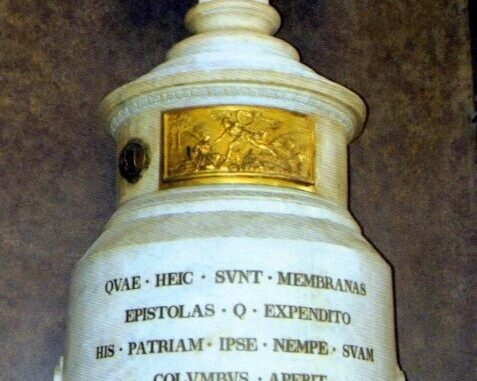 QVAE · HEIC · SVNT · MEMBRANAS
EPISTOLAS · Q · EXPENDITO
HIS · PATRIAM · IPSE · NEMPE · SVAM
COLVMBVS · APERIT